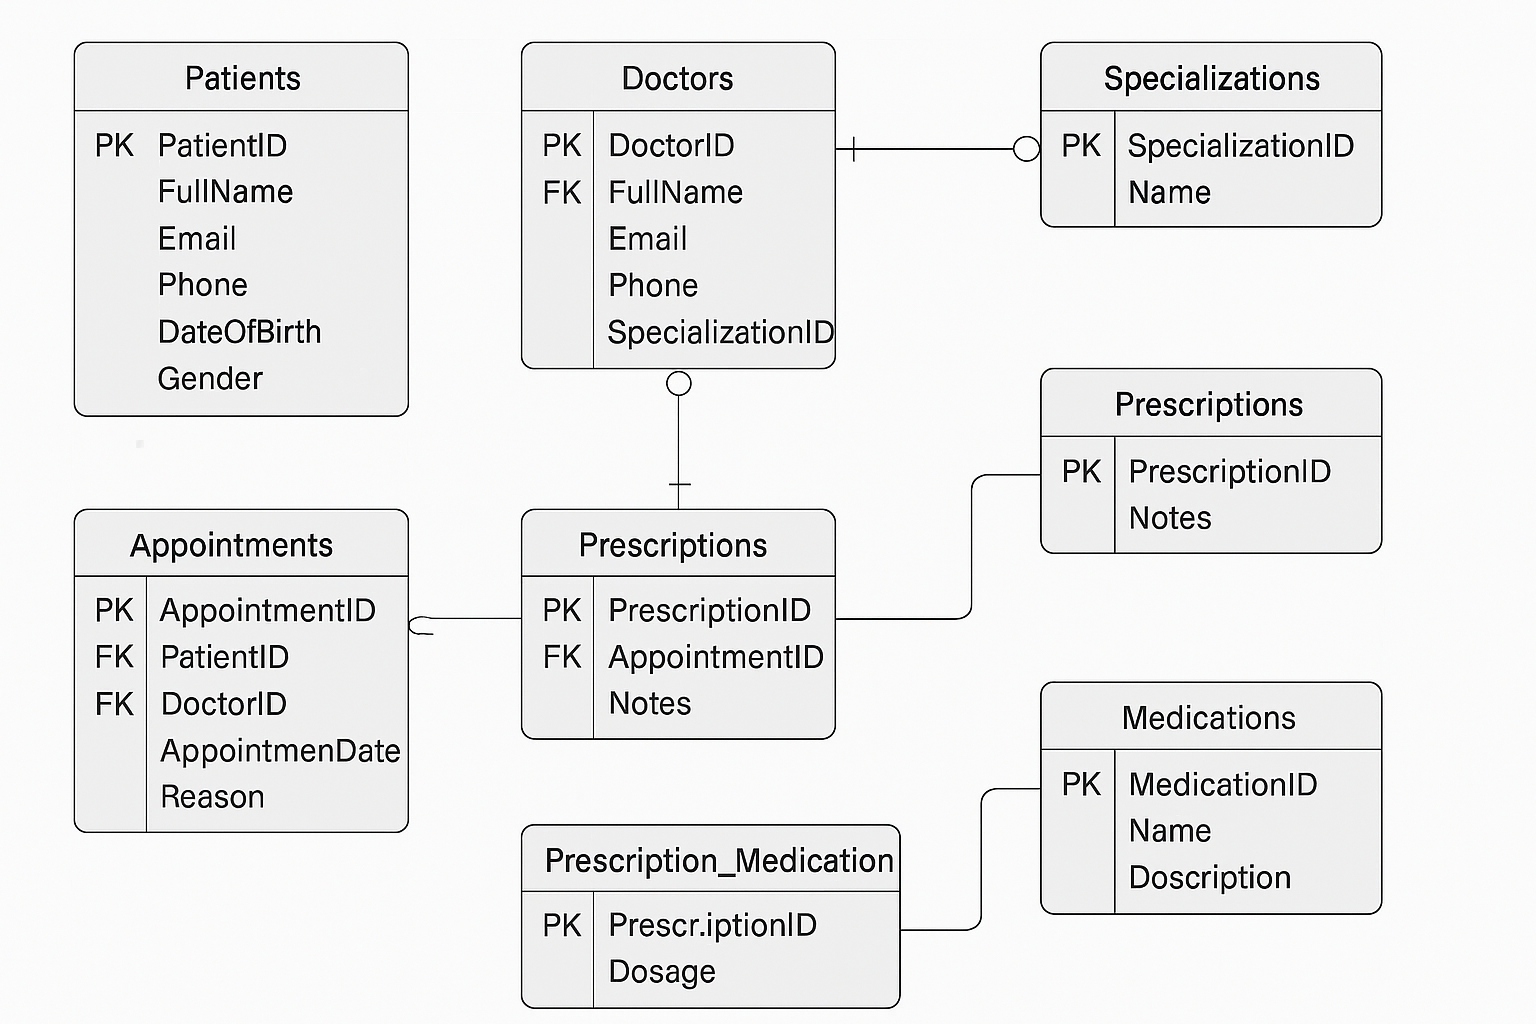 Patients
PK PatientID
FullName
Email
Phone
DateOfBirth
Gender
Doctors
PK DoctorID
FK FullName
Email
Phone
SpecializationID
Specializations
PK SpecializationID
Name
Prescriptions
PK PrescriptionID
Notes
Appointments
PK AppointmentID
FK PatientID
FK DoctorID
AppointmenDate
Reason
Prescriptions
PK PrescriptionID
FK AppointmentID
Notes
Medications
PK MedicationID
Name
Doscription
Prescription_Medication
PK Prescr.iptionID
Dosage